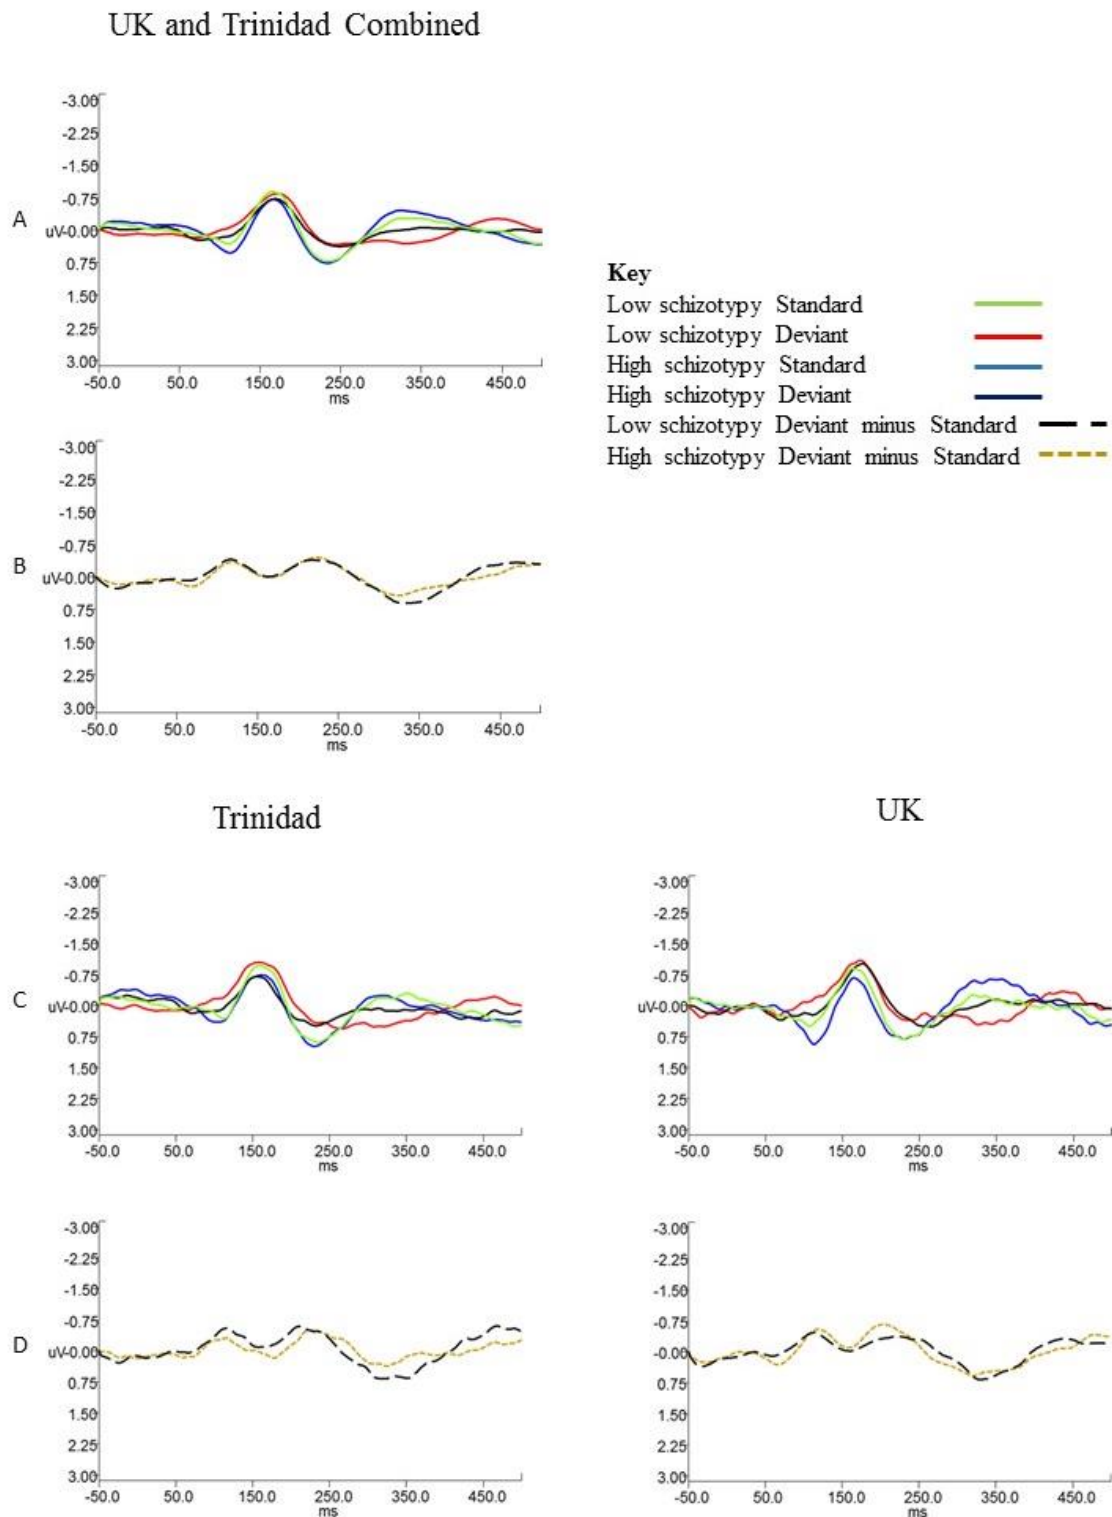 UK and Trinidad Combined
A
-3.00
-2.25
-1.50
-0.75
uV-0.00
0.75
1.50
2.25
3.00
-50.0 50.0 150.0 250.0 350.0 450.0
ms
Key
Low schizotypy Standard
Low schizotypy Deviant
High schizotypy Standard
High schizotypy Deviant
Low schizotypy Deviant minus Standard
High schizotypy Deviant minus Standard
B
-3.00
-2.25
-1.50
-0.75
uV-0.00
0.75
1.50
2.25
3.00
-50.0 50.0 150.0 250.0 350.0 450.0
ms
Trinidad
UK
C
-3.00
-2.25
-1.50
-0.75
uV-0.00
0.75
1.50
2.25
3.00
-50.0 50.0 150.0 250.0 350.0 450.0
ms
-3.00
-2.25
-1.50
-0.75
uV-0.00
0.75
1.50
2.25
3.00
-50.0 50.0 150.0 250.0 350.0 450.0
ms
D
-3.00
-2.25
-1.50
-0.75
uV-0.00
0.75
1.50
2.25
3.00
-50.0 50.0 150.0 250.0 350.0 450.0
ms
-3.00
-2.25
-1.50
-0.75
-0.00
0.75
1.50
2.25
3.00
-50.0 50.0 150.0 250.0 350.0 450.0
ms